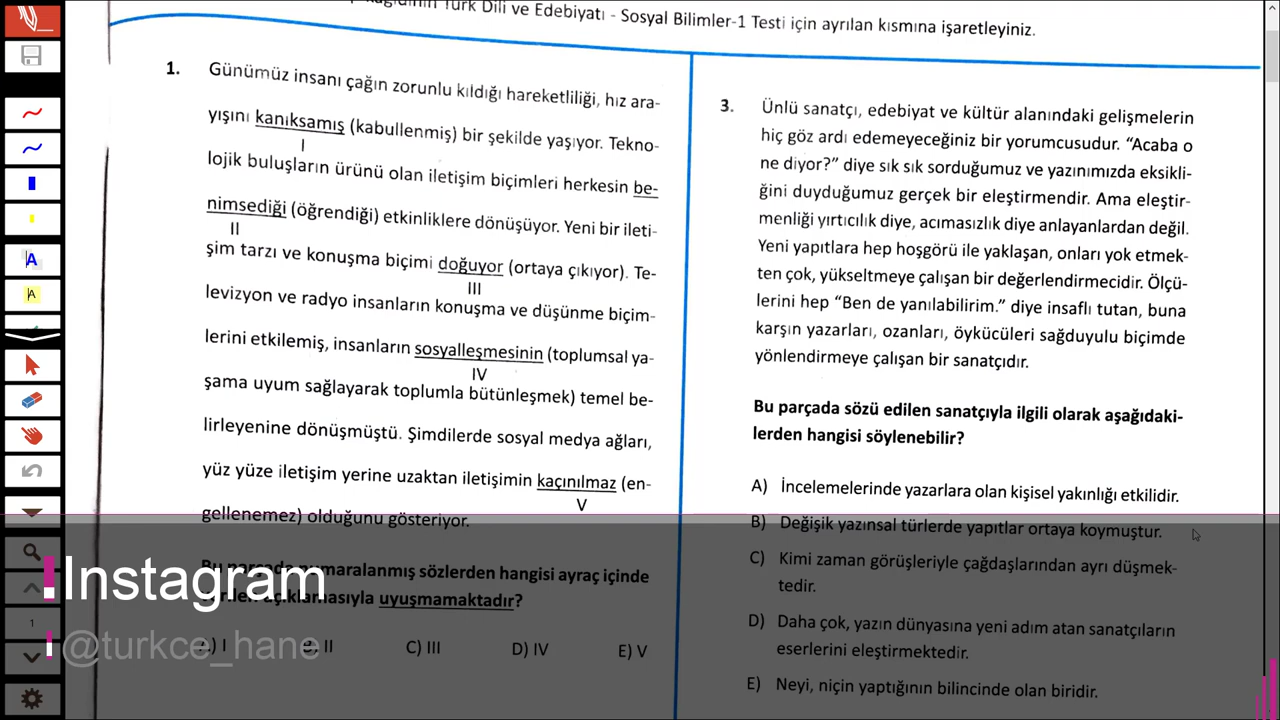 Türk Dili ve Edebiyatı - Sosyal Bilimler-1 Testi için ayrılan kısmına işaretleyiniz.
1. Günümüz insanı çağın zorunlu kıldığı hareketliliği, hız ara-
yışını kanıksamış (kabullenmiş) bir şekilde yaşıyor. Tekno-
I
lojik buluşların ürünü olan iletişim biçimleri herkesin be-
nimsediği (öğrendiği) etkinliklere dönüşüyor. Yeni bir ileti-
II
şim tarzı ve konuşma biçimi doğuyor (ortaya çıkıyor). Te-
III
levizyon ve radyo insanların konuşma ve düşünme biçim-
lerini etkilemiş, insanların sosyalleşmesinin (toplumsal ya-
IV
şama uyum sağlayarak toplumla bütünleşmek) temel be-
lirleyenine dönüşmüştü. Şimdilerde sosyal medya ağları,
yüz yüze iletişim yerine uzaktan iletişimin kaçınılmaz (en-
V
gellenemez) olduğunu gösteriyor.
Bu parçada numaralanmış sözlerden hangisi ayraç içinde
açıklamasıyla uyuşmamaktadır?
A) I B) II C) III D) IV E) V
3. Ünlü sanatçı, edebiyat ve kültür alanındaki gelişmelerin
hiç göz ardı edemeyeceğiniz bir yorumcusudur. “Acaba o
ne diyor?” diye sık sık sorduğumuz ve yazınımızda eksikli-
ğini duyduğumuz gerçek bir eleştirmendir. Ama eleştir-
menliği yırtıcılık diye, acımasızlık diye anlayanlardan değil.
Yeni yapıtlara hep hoşgörü ile yaklaşan, onları yok etmek-
ten çok, yükseltmeye çalışan bir değerlendirmecidir. Ölçü-
lerini hep “Ben de yanılabilirim.” diye insaflı tutan, buna
karşın yazarları, ozanları, öykücüleri sağduyulu biçimde
yönlendirmeye çalışan bir sanatçıdır.
Bu parçada sözü edilen sanatçıyla ilgili olarak aşağıdaki-
lerden hangisi söylenebilir?
A) İncelemelerinde yazarlara olan kişisel yakınlığı etkilidir.
B) Değişik yazınsal türlerde yapıtlar ortaya koymuştur.
C) Kimi zaman görüşleriyle çağdaşlarından ayrı düşmek-
tedir.
D) Daha çok, yazın dünyasına yeni adım atan sanatçıların
eserlerini eleştirmektedir.
E) Neyi, niçin yaptığının bilincinde olan biridir.
Instagram
@turkce_hane
A
A
1